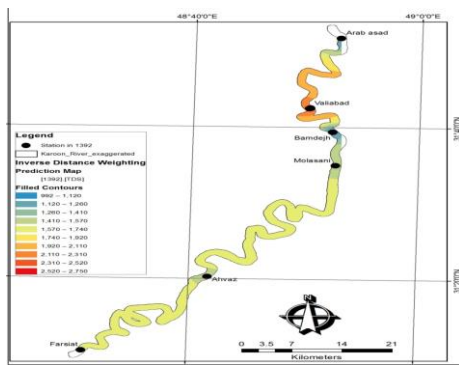 48°40'0"E
49°0'0"E
Arab asad
Valiabad
Bamdejh
Molasani
Ahvaz
Farsiat
Legend
Station in 1392
Karoon_River_exaggerated
Inverse Distance Weighting
Prediction Map
[1392].[TDS]
Filled Contours
992 – 1,120
1,120 – 1,260
1,260 – 1,410
1,410 – 1,570
1,570 – 1,740
1,740 – 1,920
1,920 – 2,110
2,110 – 2,310
2,310 – 2,520
2,520 – 2,750
N
0 3.5 7 14 21
Kilometers